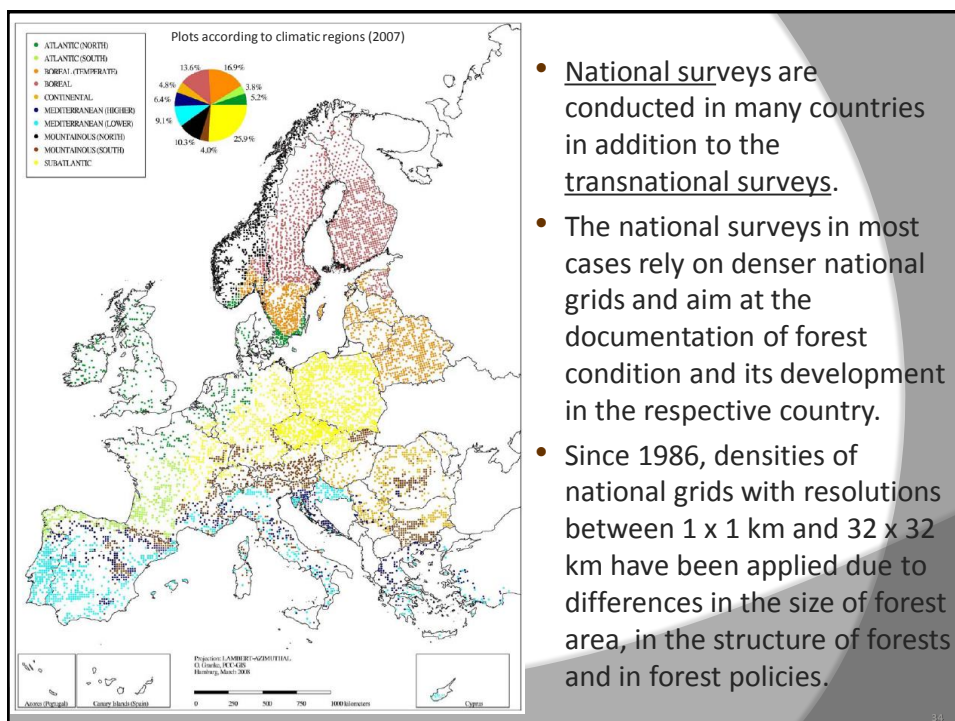 Plots according to climatic regions (2007)
ATLANTIC (NORTH)
ATLANTIC (SOUTH)
BOREAL (TEMPERATE)
BOREAL
CONTINENTAL
MEDITERRANEAN (HIGHER)
MEDITERRANEAN (LOWER)
MOUNTAINOUS (NORTH)
MOUNTAINOUS (SOUTH)
SUBATLANTIC
13.6%
16.9%
4.8%
3.8%
6.4%
5.2%
9.1%
10.3%
25.9%
4.0%
Projection: LAMBERT-AZIMUTHAL
O. Granke, PCC-GIS
Hamburg, March 2008
0 250 500 750 1000 kilometers
Azores (Portugal)
Canary Islands (Spain)
Cyprus
• National surveys are
conducted in many countries
in addition to the
transnational surveys.
• The national surveys in most
cases rely on denser national
grids and aim at the
documentation of forest
condition and its development
in the respective country.
• Since 1986, densities of
national grids with resolutions
between 1 x 1 km and 32 x 32
km have been applied due to
differences in the size of forest
area, in the structure of forests
and in forest policies.
34